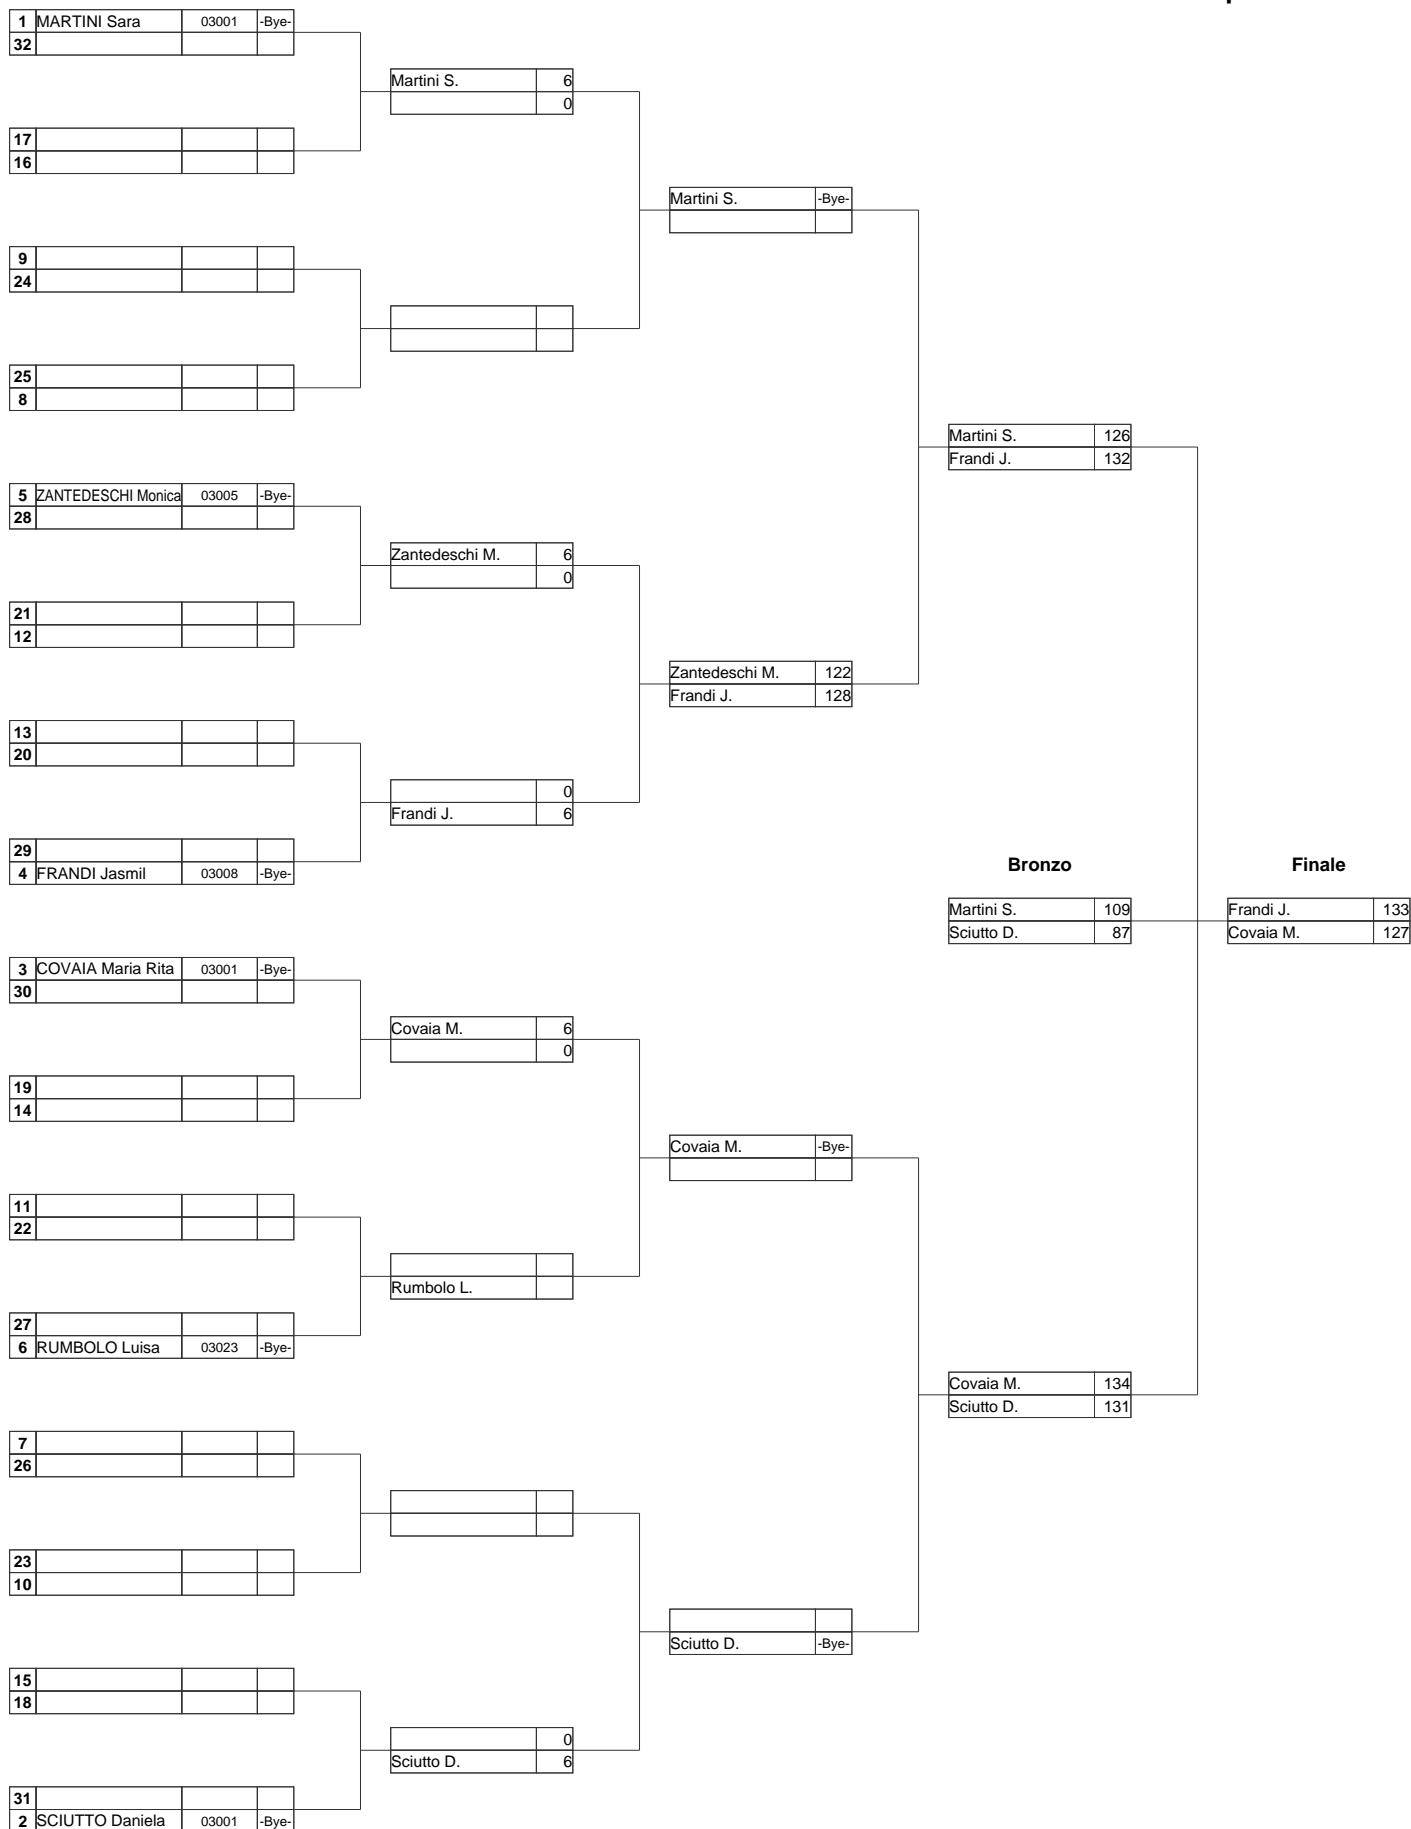 1 MARTINI Sara 03001 -Bye-
32
Martini S. 6
0
17
16
Martini S. -Bye-
9
24
25
8
Martini S. 126
Frandi J. 132
5 ZANTEDESCHI Monica 03005 -Bye-
28
Zantedeschi M. 6
0
21
12
Zantedeschi M. 122
Frandi J. 128
13
20
0
Frandi J. 6
29
4 FRANDI Jasmil 03008 -Bye-
Bronzo Finale
Martini S. 109 Frandi J. 133
Sciutto D. 87 Covaia M. 127
3 COVAIA Maria Rita 03001 -Bye-
30
Covaia M. 6
0
19
14
Covaia M. -Bye-
11
22
Rumbolo L.
27
6 RUMBOLO Luisa 03023 -Bye-
Covaia M. 134
Sciutto D. 131
7
26
23
10
Sciutto D. -Bye-
15
18
0
Sciutto D. 6
31
2 SCIUTTO Daniela 03001 -Bye-